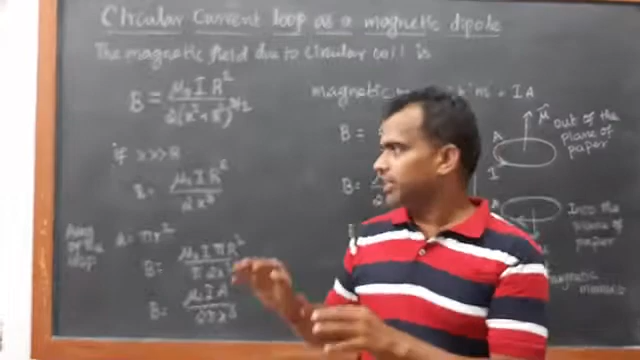 Circular Current loop as a magnetic dipole
The magnetic field due to circular coil is
B = μ₀ I R² / 2(x²+R²)^3/2
if x>>>R
B = μ₀ I R² / 2x³
Area of the loop
A = πr²
B = μ₀ I π R² / π 2x³
B = μ₀ I A / 2πx³
magnetic = IA
B =
B =
A
I
μ̂
out of the plane of paper
Into the plane of paper
magnetic